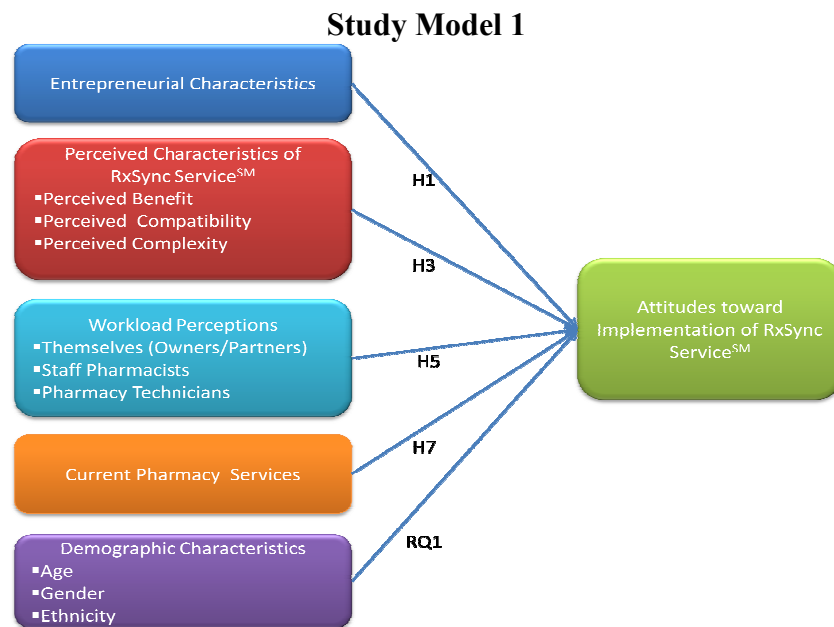 Study Model 1
Entrepreneurial Characteristics
Perceived Characteristics of
RxSync Service℠
▪Perceived Benefit
▪Perceived Compatibility
▪Perceived Complexity
Workload Perceptions
▪Themselves (Owners/Partners)
▪Staff Pharmacists
▪Pharmacy Technicians
Current Pharmacy Services
Demographic Characteristics
▪Age
▪Gender
▪Ethnicity
H1
H3
H5
H7
RQ1
Attitudes toward
Implementation of RxSync
Service℠